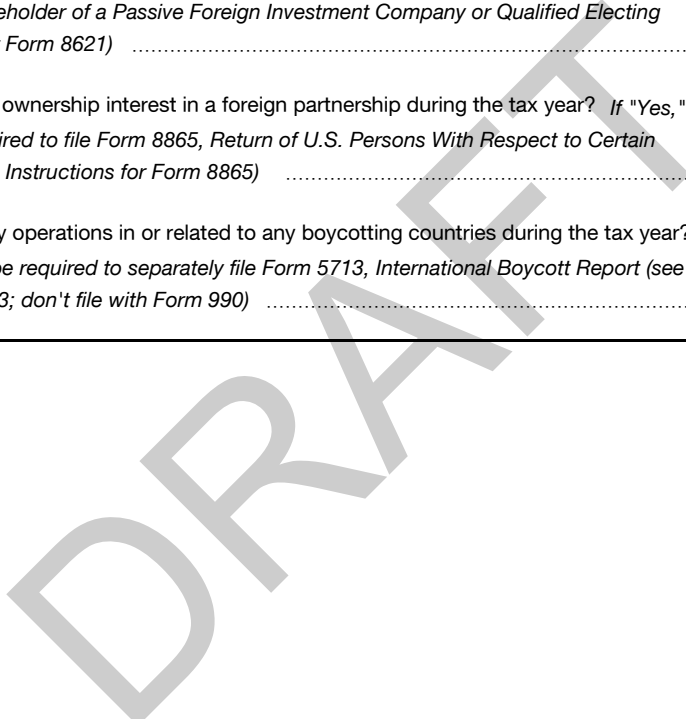 eholder of a Passive Foreign Investment Company or Qualified Electing
Form 8621)
ownership interest in a foreign partnership during the tax year? If "Yes,"
ired to file Form 8865, Return of U.S. Persons With Respect to Certain
Instructions for Form 8865)
y operations in or related to any boycotting countries during the tax year?
be required to separately file Form 5713, International Boycott Report (see
3; don't file with Form 990)
DRAFT